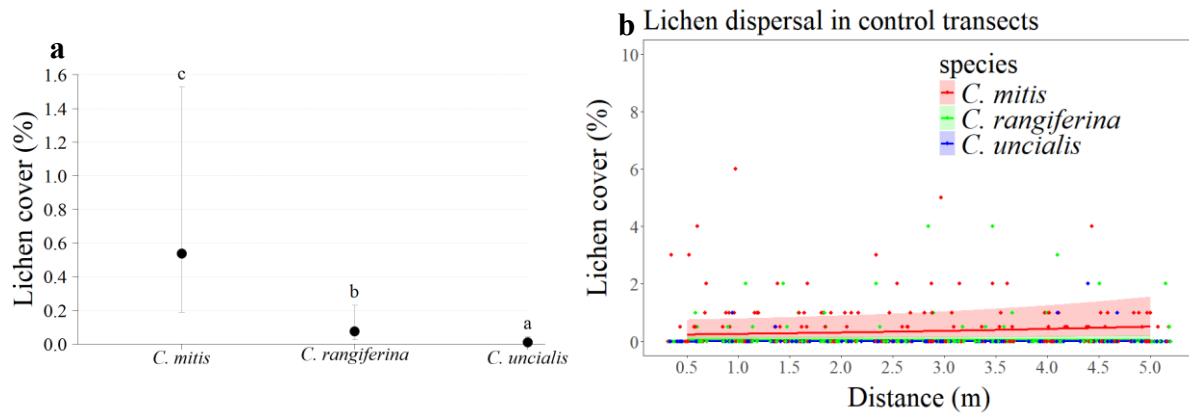 a
Lichen cover (%)
1.6
1.4
1.2
1.0
0.8
0.6
0.4
0.2
0.0
c
b
a
C. mitis
C. rangiferina
C. uncialis
b Lichen dispersal in control transects
Lichen cover (%)
10
8
6
4
2
0
species
C. mitis
C. rangiferina
C. uncialis
0.5 1.0 1.5 2.0 2.5 3.0 3.5 4.0 4.5 5.0
Distance (m)